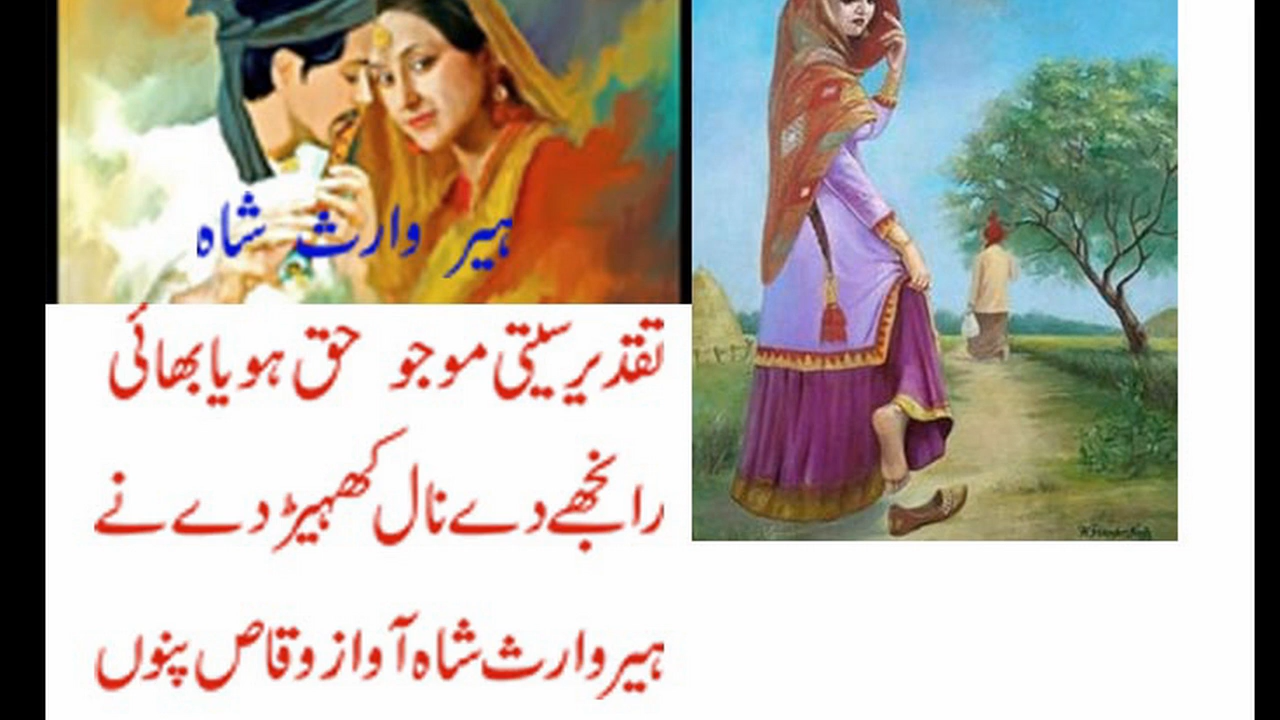 ہیر وارث شاہ
تقدیر سیتی موجو حق ہویا بھائی
رانجھے دے نال کھہیڑ دے نے
ہیر وارث شاہ آواز وقاص پنوں